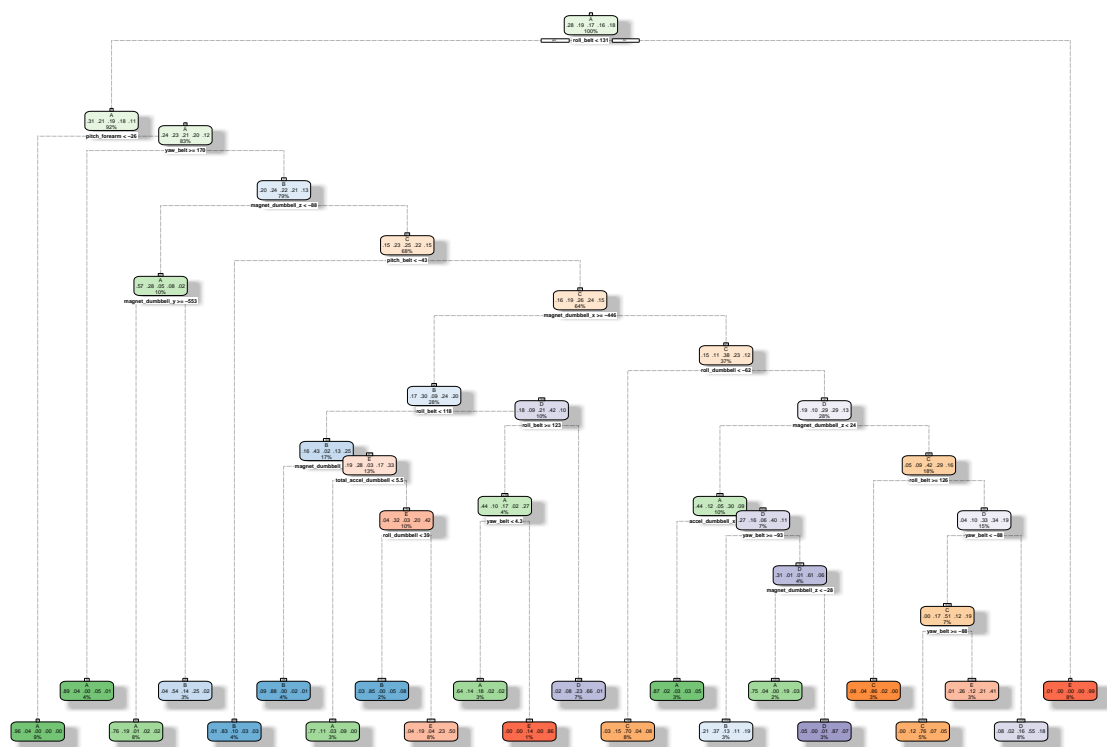 A
.28 .19 .17 .16 .18
100%
roll_belt < 131
A
.31 .21 .19 .18 .11
92%
pitch_forearm < −26
A
.24 .23 .21 .20 .12
83%
yaw_belt >= 170
B
.20 .24 .22 .21 .13
79%
magnet_dumbbell_z < −88
C
.15 .23 .25 .22 .15
68%
pitch_belt < −43
A
.57 .28 .05 .08 .02
10%
magnet_dumbbell_y >= −553
C
.16 .19 .26 .24 .15
64%
magnet_dumbbell_x >= −446
C
.15 .11 .38 .23 .12
37%
roll_dumbbell < −62
B
.17 .30 .09 .24 .20
28%
roll_belt < 118
D
.18 .09 .21 .42 .10
10%
roll_belt >= 123
D
.19 .10 .29 .29 .13
28%
magnet_dumbbell_z < 24
B
.16 .43 .02 .13 .25
17%
magnet_dumbbell
E
.19 .28 .03 .17 .33
13%
total_accel_dumbbell < 5.5
C
.05 .09 .42 .29 .16
18%
roll_belt >= 126
A
.44 .10 .17 .02 .27
4%
yaw_belt < 4.3
A
.44 .12 .05 .30 .09
10%
accel_dumbbell_x
D
.27 .16 .06 .40 .11
7%
yaw_belt >= −93
E
.04 .32 .03 .20 .42
10%
roll_dumbbell < 39
D
.04 .10 .33 .34 .19
15%
yaw_belt < −88
D
.31 .01 .01 .61 .06
4%
magnet_dumbbell_z < −28
C
.00 .17 .51 .12 .19
7%
yaw_belt >= −88
A
.89 .04 .00 .05 .01
4%
B
.04 .54 .14 .25 .02
3%
B
.09 .88 .00 .02 .01
4%
B
.03 .85 .00 .05 .08
2%
A
.64 .14 .18 .02 .02
3%
D
.02 .08 .23 .66 .01
7%
A
.87 .02 .03 .03 .05
3%
A
.75 .04 .00 .19 .03
2%
C
.08 .04 .86 .02 .00
3%
E
.01 .26 .12 .21 .41
3%
E
.01 .00 .00 .00 .99
8%
A
.96 .04 .00 .00 .00
9%
A
.76 .19 .01 .02 .02
8%
B
.01 .83 .10 .03 .03
4%
A
.77 .11 .03 .09 .00
3%
E
.04 .19 .04 .23 .50
8%
E
.00 .00 .14 .00 .86
1%
C
.03 .15 .70 .04 .08
8%
B
.21 .37 .13 .11 .19
3%
D
.05 .00 .01 .87 .07
3%
C
.00 .12 .76 .07 .05
5%
D
.08 .02 .16 .55 .18
8%